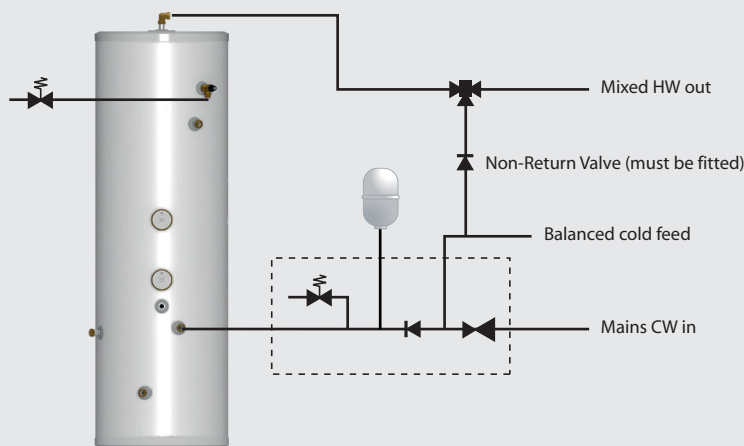 Mixed HW out
Non-Return Valve (must be fitted)
Balanced cold feed
Mains CW in